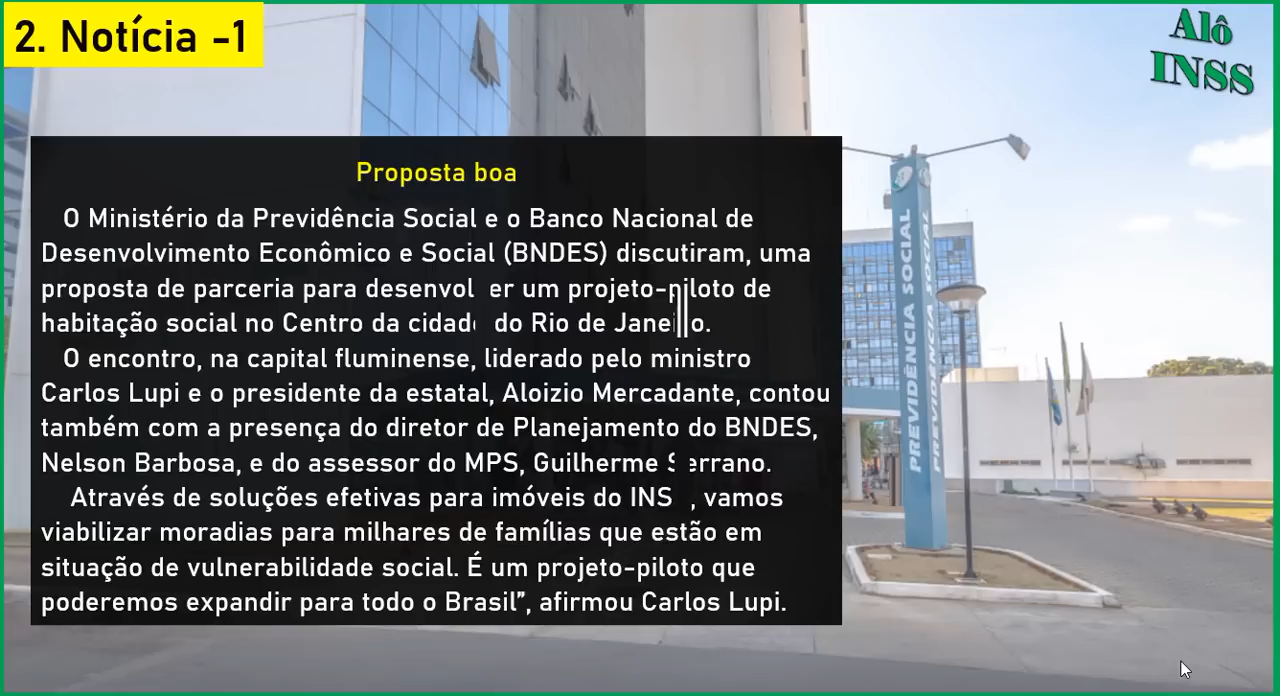 2. Notícia -1
Alô
INSS
Proposta boa
O Ministério da Previdência Social e o Banco Nacional de
Desenvolvimento Econômico e Social (BNDES) discutiram, uma
proposta de parceria para desenvol er um projeto-piloto de
habitação social no Centro da cidad do Rio de Janeiro.
O encontro, na capital fluminense, liderado pelo ministro
Carlos Lupi e o presidente da estatal, Aloizio Mercadante, contou
também com a presença do diretor de Planejamento do BNDES,
Nelson Barbosa, e do assessor do MPS, Guilherme Serrano.
Através de soluções efetivas para imóveis do INS , vamos
viabilizar moradias para milhares de famílias que estão em
situação de vulnerabilidade social. É um projeto-piloto que
poderemos expandir para todo o Brasil”, afirmou Carlos Lupi.
PREVIDÊNCIA SOCIAL
PREVIDÊNCIA SOCIAL